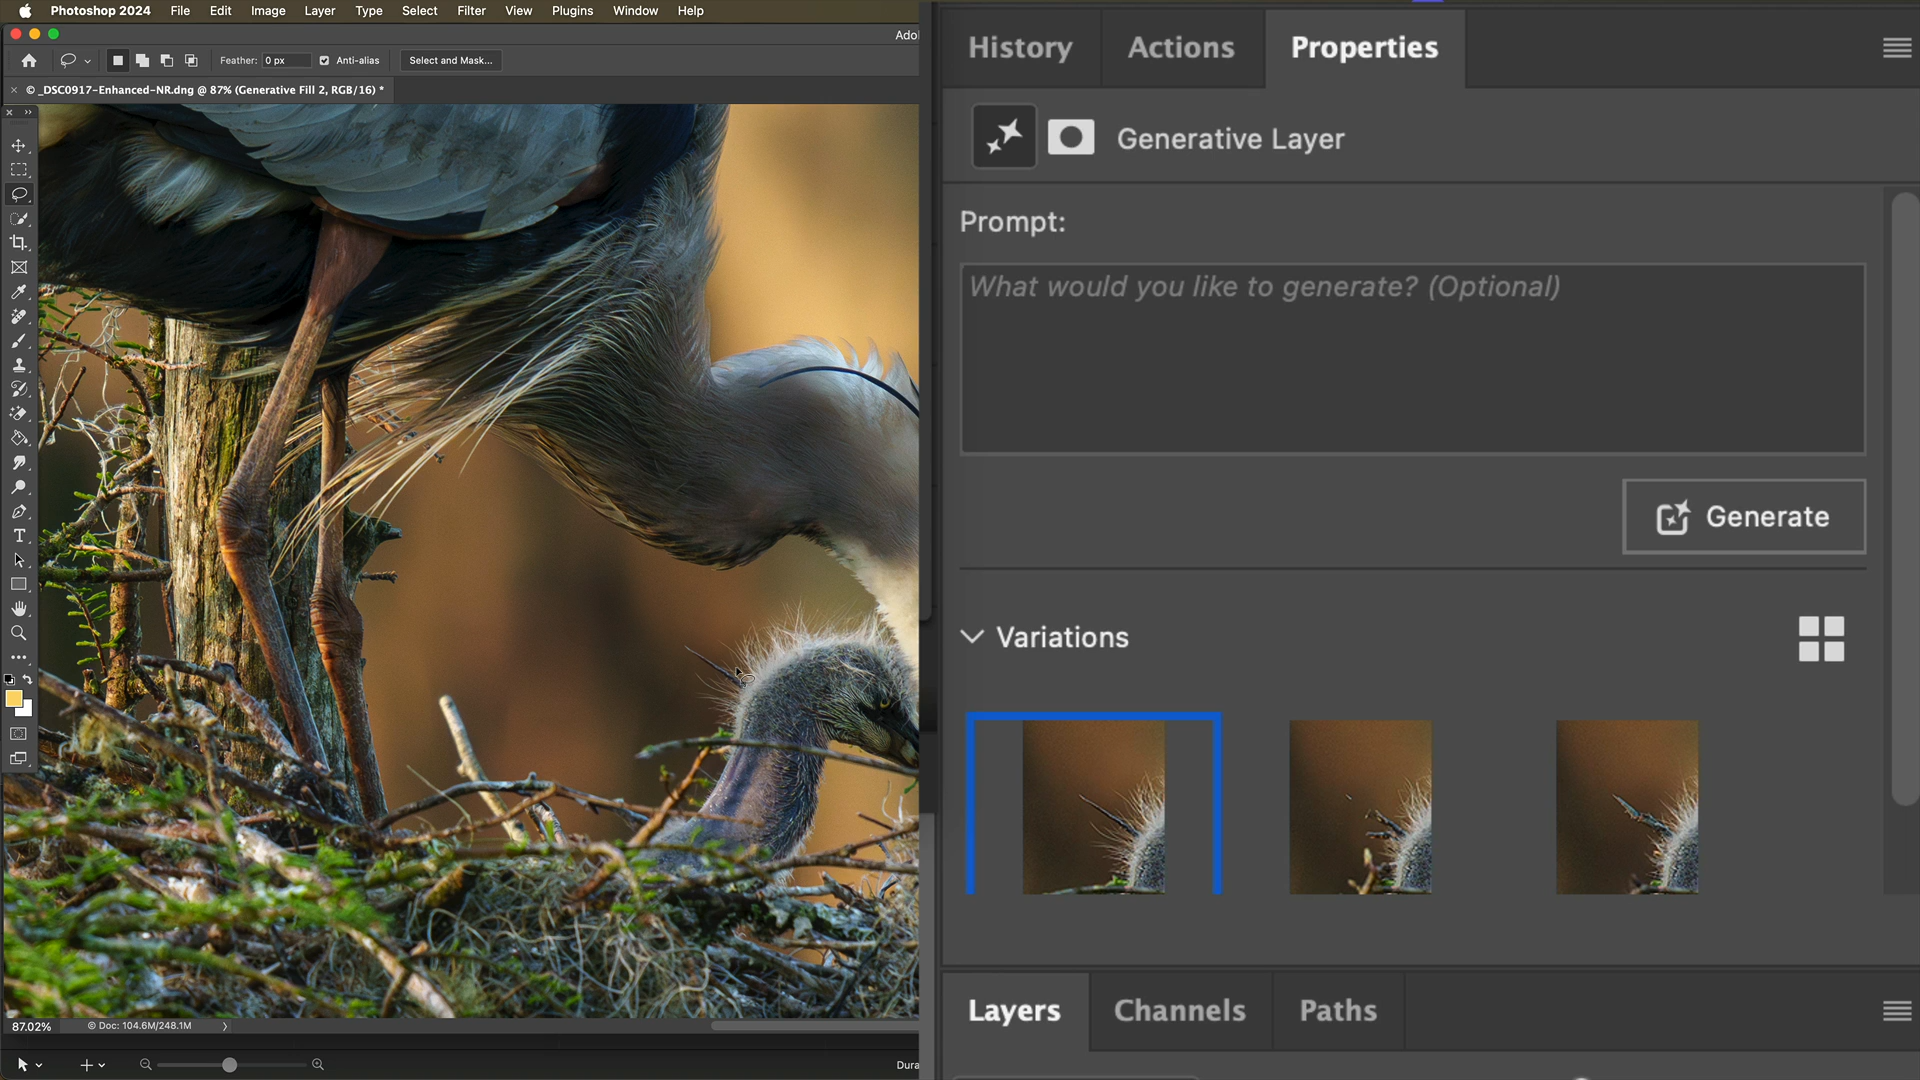 Photoshop 2024 File Edit Image Layer Type Select Filter View Plugins Window Help
Adol
Feather: 0 px Anti-alias Select and Mask...
× © _DSC0917-Enhanced-NR.dng @ 87% (Generative Fill 2, RGB/16) *
87.02% © Doc: 104.6M/248.1M
Dura
History Actions Properties
Generative Layer
Prompt:
What would you like to generate? (Optional)
Generate
Variations
Layers Channels Paths